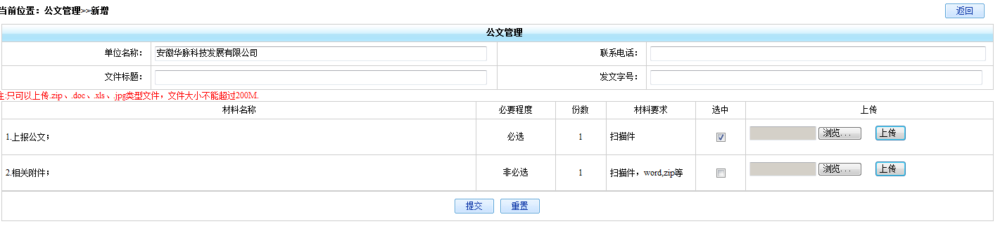 当前位置：公文管理>>新增 返回
公文管理
单位名称： 安徽华脉科技发展有限公司 联系电话：
文件标题： 发文字号：
注:只可以上传.zip、.doc、.xls、.jpg类型文件，文件大小不能超过200M.
材料名称 必要程度 份数 材料要求 选中 上传
1.上报公文； 必选 1 扫描件 浏览... 上传
2.相关附件； 非必选 1 扫描件，word,zip等 浏览... 上传
提交 重置